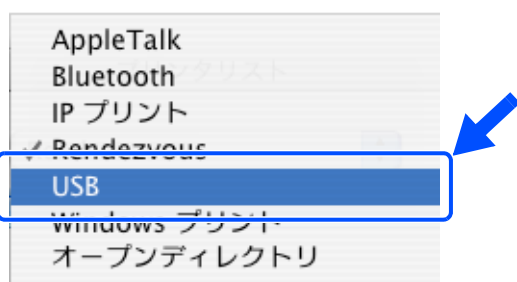 AppleTalk
Bluetooth
IP プリント
Rendezvous
USB
Windows プリント
オープンディレクトリ